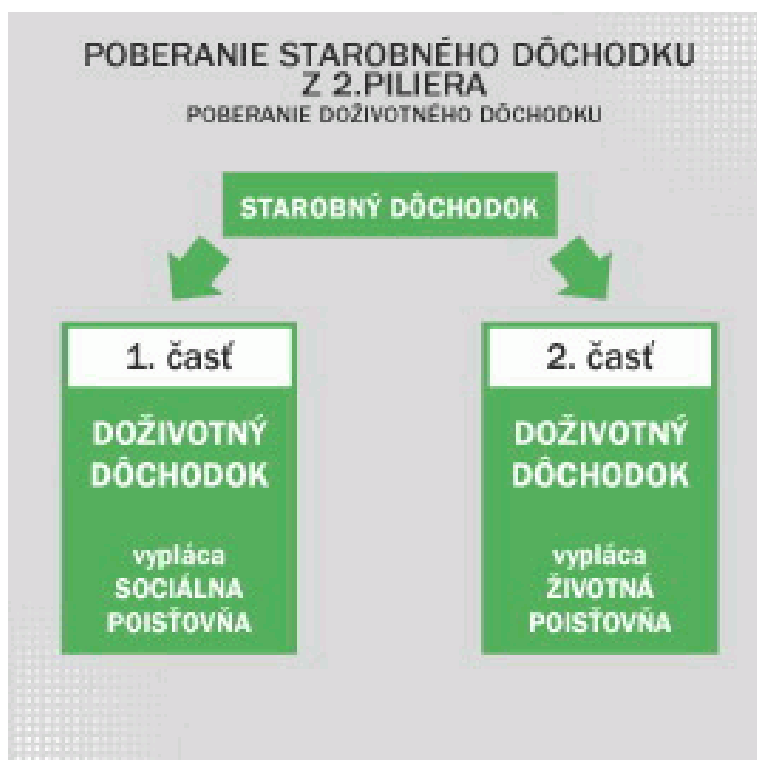 POBERANIE STAROBNÉHO DÔCHODKU
Z 2.PILIERA
POBERANIE DOŽIVOTNÉHO DÔCHODKU
STAROBNÝ DÔCHODOK
1. časť
DOŽIVOTNÝ
DÔCHODOK
vypláca
SOCIÁLNA
POISŤOVŇA
2. časť
DOŽIVOTNÝ
DÔCHODOK
vypláca
ŽIVOTNÁ
POISŤOVŇA